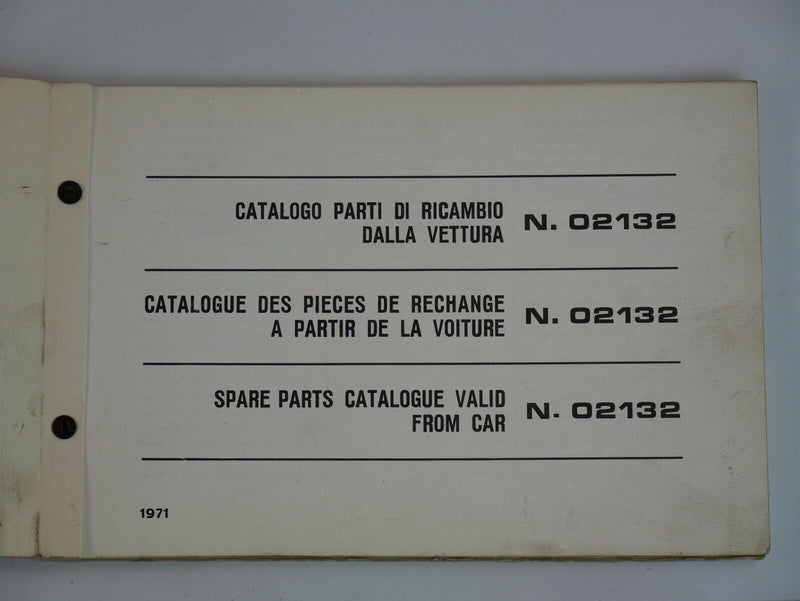 CATALOGO PARTI DI RICAMBIO
DALLA VETTURA N. 02132
CATALOGUE DES PIECES DE RECHANGE
A PARTIR DE LA VOITURE N. 02132
SPARE PARTS CATALOGUE VALID
FROM CAR N. 02132
1971